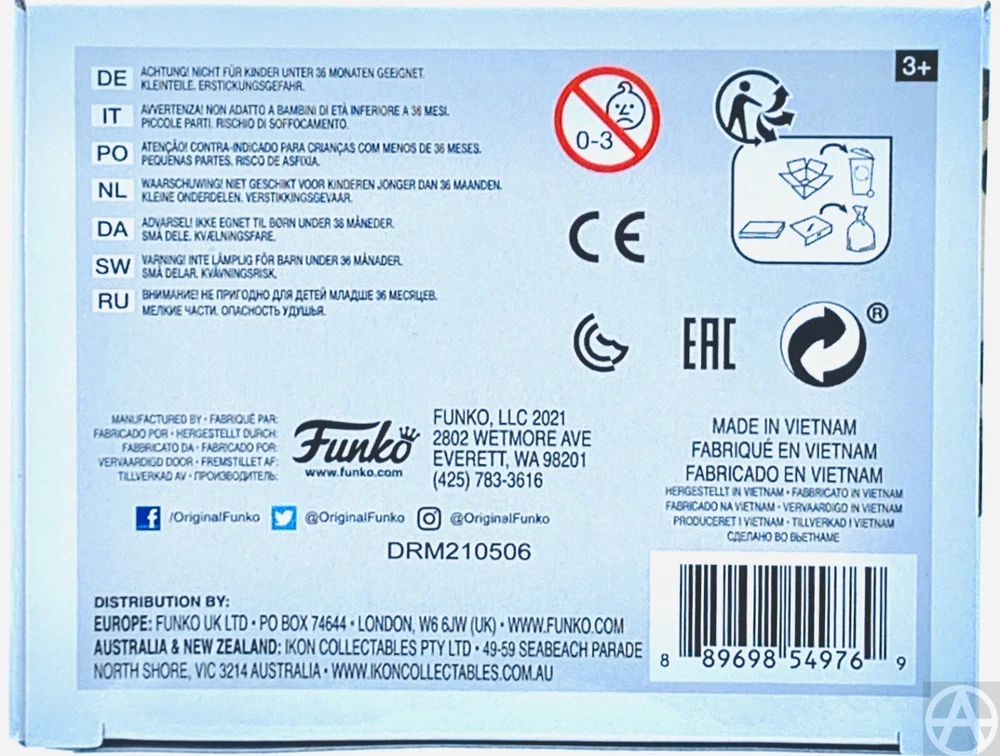 3+
DE ACHTUNG! NICHT FÜR KINDER UNTER 36 MONATEN GEEIGNET.
KLEINTEILE. ERSTICKUNGSGEFAHR.
IT AVVERTENZA! NON ADATTO A BAMBINI DI ETÀ INFERIORE A 36 MESI.
PICCOLE PARTI. RISCHIO DI SOFFOCAMENTO.
PO ATENÇÃO! CONTRA-INDICADO PARA CRIANÇAS COM MENOS DE 36 MESES.
PEQUENAS PARTES. RISCO DE ASFIXIA.
NL WAARSCHUWING! NIET GESCHIKT VOOR KINDEREN JONGER DAN 36 MAANDEN.
KLEINE ONDERDELEN. VERSTIKKINGSGEVAAR.
DA ADVARSEL! IKKE EGNET TIL BØRN UNDER 36 MÅNEDER.
SMÅ DELE. KVÆLNINGSFARE.
SW VARNING! INTE LÄMPLIG FÖR BARN UNDER 36 MÅNADER.
SMÅ DELAR. KVÄVNINGSRISK.
RU ВНИМАНИЕ! НЕ ПРИГОДНО ДЛЯ ДЕТЕЙ МЛАДШЕ 36 МЕСЯЦЕВ.
МЕЛКИЕ ЧАСТИ. ОПАСНОСТЬ УДУШЬЯ.
0-3
CE
EAC
®
MANUFACTURED BY • FABRIQUÉ PAR:
FABRICADO POR • HERGESTELLT DURCH:
FABBRICATO DA • FABRICADO POR:
VERVAARDIGD DOOR • FREMSTILLET AF:
TILLVERKAD AV • ПРОИЗВОДИТЕЛЬ:
Funko
www.funko.com
FUNKO, LLC 2021
2802 WETMORE AVE
EVERETT, WA 98201
(425) 783-3616
/OriginalFunko @OriginalFunko @OriginalFunko
DRM210506
MADE IN VIETNAM
FABRIQUÉ EN VIETNAM
FABRICADO EN VIETNAM
HERGESTELLT IN VIETNAM • FABBRICATO IN VIETNAM
FABRICADO NA VIETNAM • VERVAARDIGD IN VIETNAM
PRODUCERET I VIETNAM • TILLVERKAD I VIETNAM
СДЕЛАНО ВО ВЬЕТНАМЕ
DISTRIBUTION BY:
EUROPE: FUNKO UK LTD • PO BOX 74644 • LONDON, W6 6JW (UK) • WWW.FUNKO.COM
AUSTRALIA & NEW ZEALAND: IKON COLLECTABLES PTY LTD • 49-59 SEABEACH PARADE
NORTH SHORE, VIC 3214 AUSTRALIA • WWW.IKONCOLLECTABLES.COM.AU
8 89698 54976 9